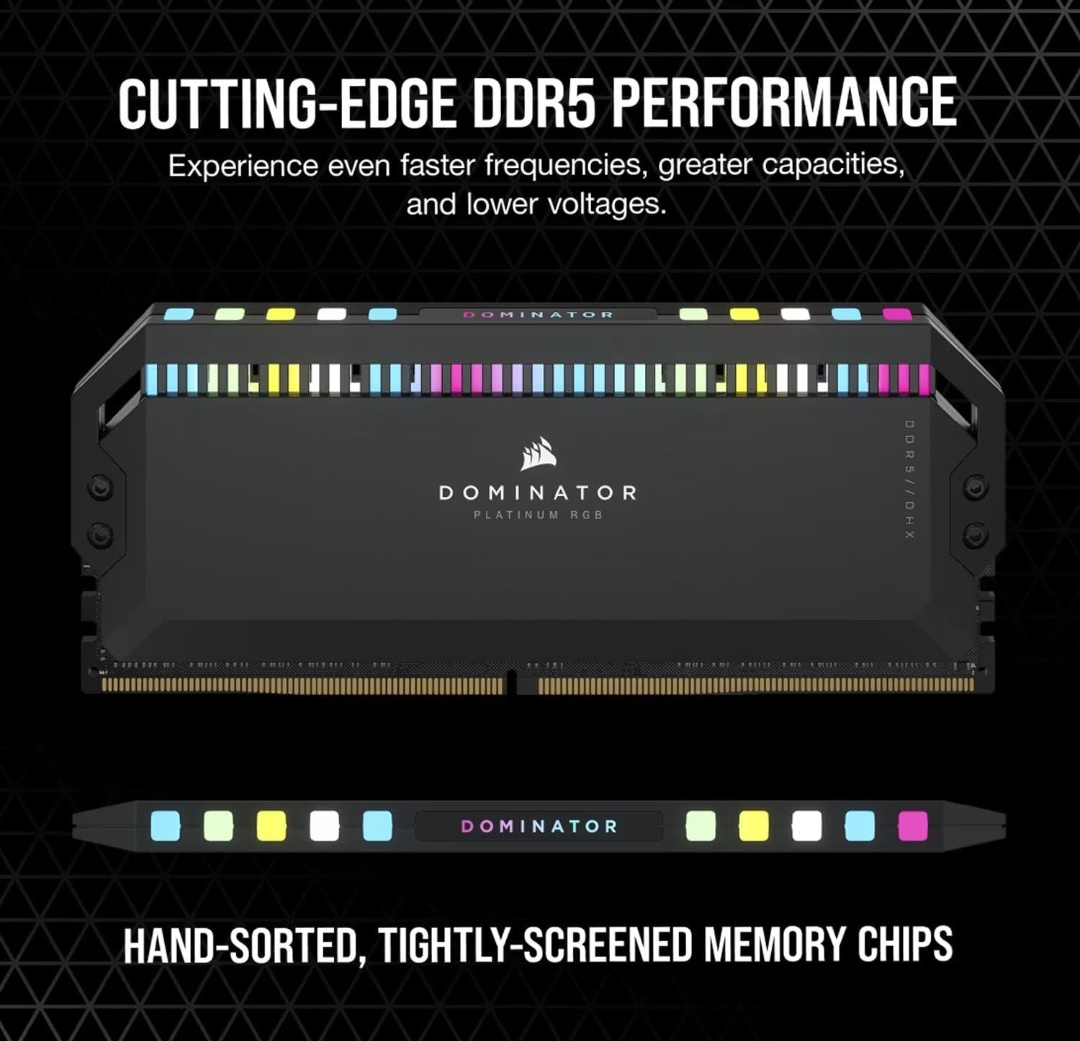 CUTTING-EDGE DDR5 PERFORMANCE
Experience even faster frequencies, greater capacities,
and lower voltages.
DOMINATOR
DOMINATOR
PLATINUM RGB
DDR5//DHX
DOMINATOR
HAND-SORTED, TIGHTLY-SCREENED MEMORY CHIPS